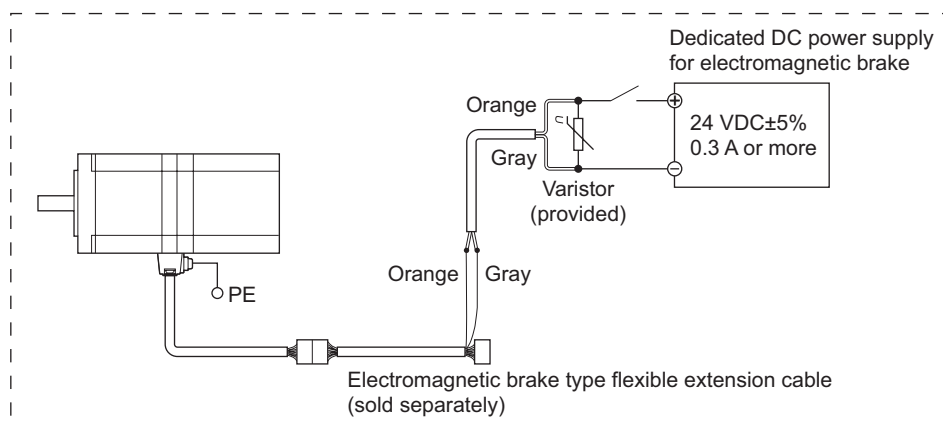 Dedicated DC power supply
for electromagnetic brake
Orange
24 VDC±5%
0.3 A or more
Gray
Varistor
(provided)
Orange
Gray
PE
Electromagnetic brake type flexible extension cable
(sold separately)